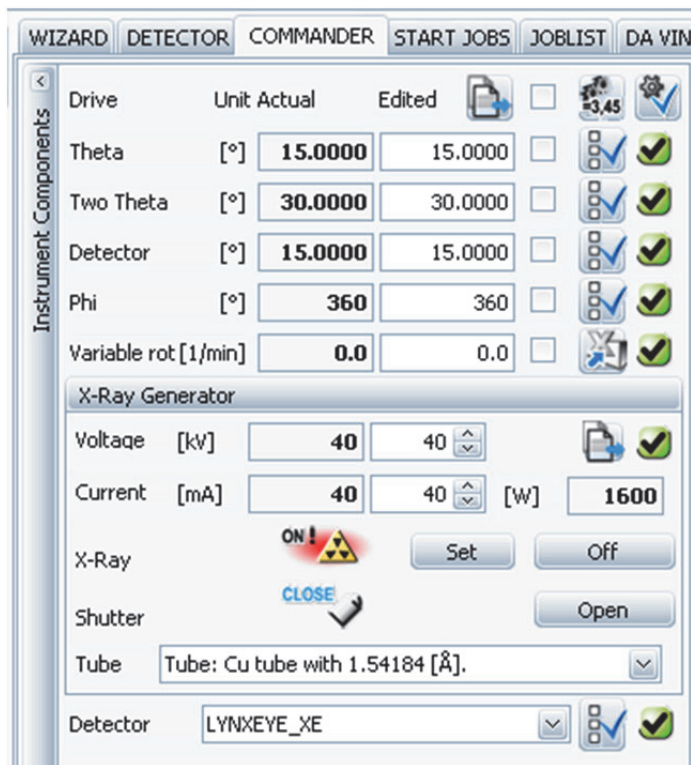 WIZARD DETECTOR COMMANDER START JOBS JOBLIST DA VIN
Instrument Components
Drive Unit Actual Edited =3,45
Theta [°] 15.0000 15.0000
Two Theta [°] 30.0000 30.0000
Detector [°] 15.0000 15.0000
Phi [°] 360 360
Variable rot [1/min] 0.0 0.0
X-Ray Generator
Voltage [kV] 40 40
Current [mA] 40 40 [W] 1600
X-Ray ON! Set Off
Shutter CLOSE Open
Tube Tube: Cu tube with 1.54184 [Å].
Detector LYNXEYE_XE